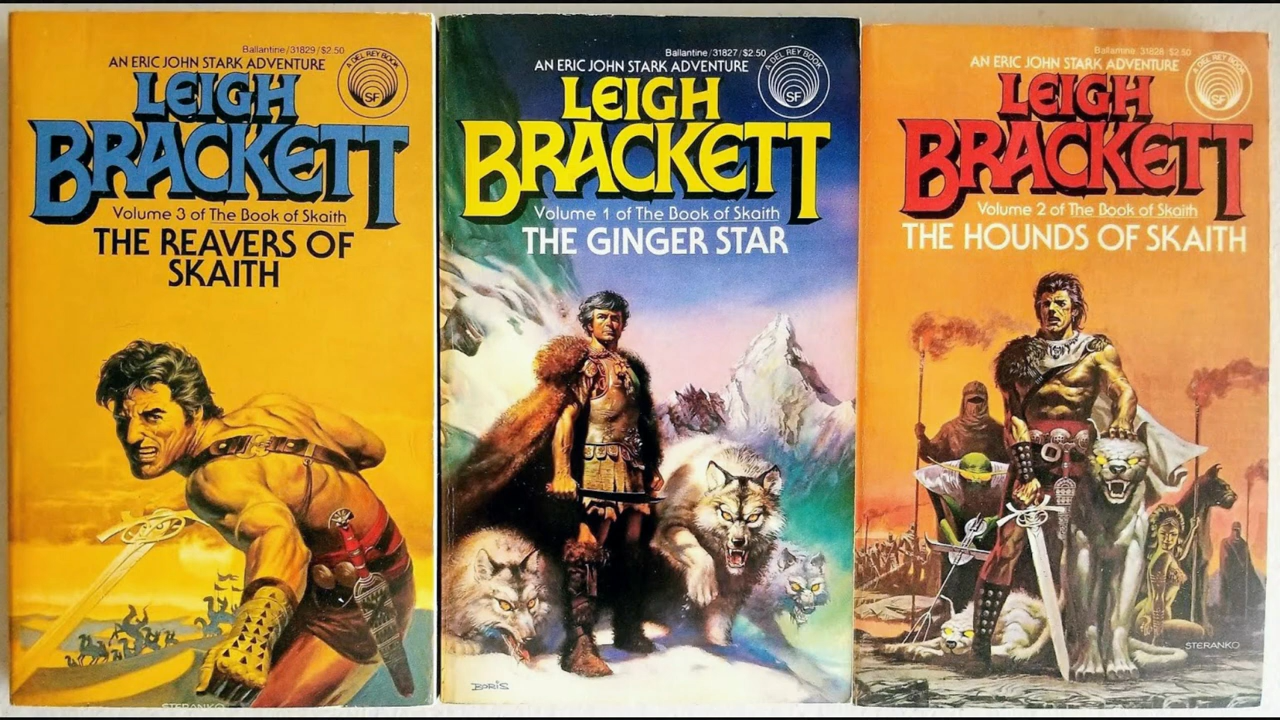 Ballantine/31829/$2.50
AN ERIC JOHN STARK ADVENTURE
A DEL REY BOOK
SF
LEIGH
BRACKETT
Volume 3 of The Book of Skaith
THE REAVERS OF
SKAITH
STERANKO
Ballantine/31827/$2.50
AN ERIC JOHN STARK ADVENTURE
A DEL REY BOOK
SF
LEIGH
BRACKETT
Volume 1 of The Book of Skaith
THE GINGER STAR
BORIS
Ballantine/31828/$2.50
AN ERIC JOHN STARK ADVENTURE
A DEL REY BOOK
SF
LEIGH
BRACKETT
Volume 2 of The Book of Skaith
THE HOUNDS OF SKAITH
STERANKO